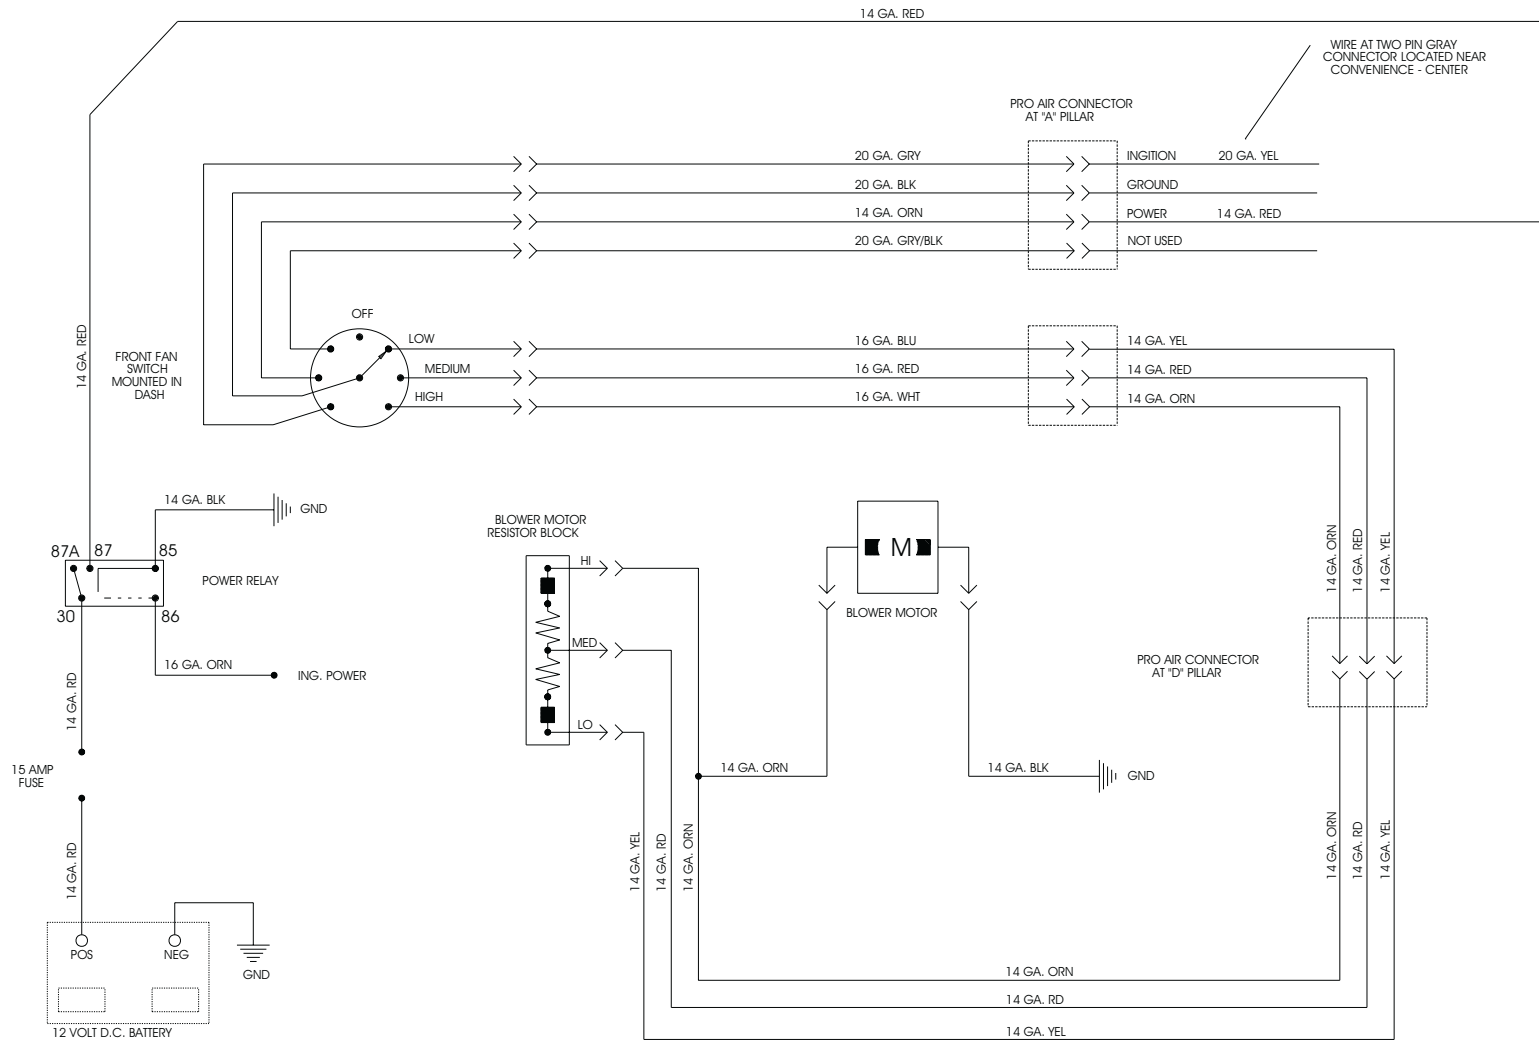 14 GA. RED
WIRE AT TWO PIN GRAY
CONNECTOR LOCATED NEAR
CONVENIENCE - CENTER
PRO AIR CONNECTOR
AT "A" PILLAR
20 GA. GRY
INGITION
20 GA. YEL
20 GA. BLK
GROUND
14 GA. ORN
POWER
14 GA. RED
20 GA. GRY/BLK
NOT USED
OFF
14 GA. RED
FRONT FAN
SWITCH
MOUNTED IN
DASH
LOW
16 GA. BLU
14 GA. YEL
MEDIUM
16 GA. RED
14 GA. RED
HIGH
16 GA. WHT
14 GA. ORN
14 GA. BLK
GND
87A
87
85
POWER RELAY
30
86
16 GA. ORN
ING. POWER
14 GA. RD
15 AMP
FUSE
14 GA. RD
POS
NEG
GND
12 VOLT D.C. BATTERY
BLOWER MOTOR
RESISTOR BLOCK
HI
MED
LO
M
BLOWER MOTOR
14 GA. ORN
14 GA. BLK
GND
14 GA. ORN
14 GA. RED
14 GA. YEL
PRO AIR CONNECTOR
AT "D" PILLAR
14 GA. YEL
14 GA. RD
14 GA. ORN
14 GA. ORN
14 GA. RD
14 GA. YEL
14 GA. ORN
14 GA. RD
14 GA. YEL